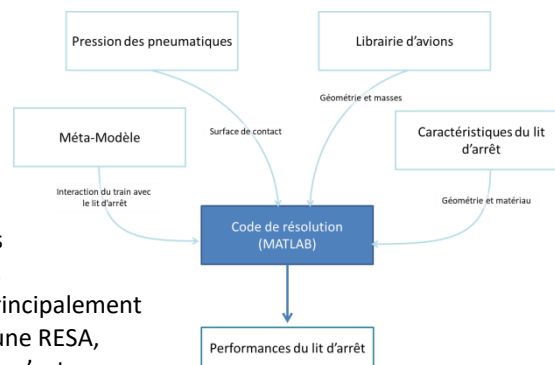 Pression des pneumatiques
Librairie d'avions
Géométrie et masses
Surface de contact
Méta-Modèle
Caractéristiques du lit
d'arrêt
Interaction du train avec
le lit d'arrêt
Géométrie et matériau
Code de résolution
(MATLAB)
principalement
une RESA,
Performances du lit d'arrêt